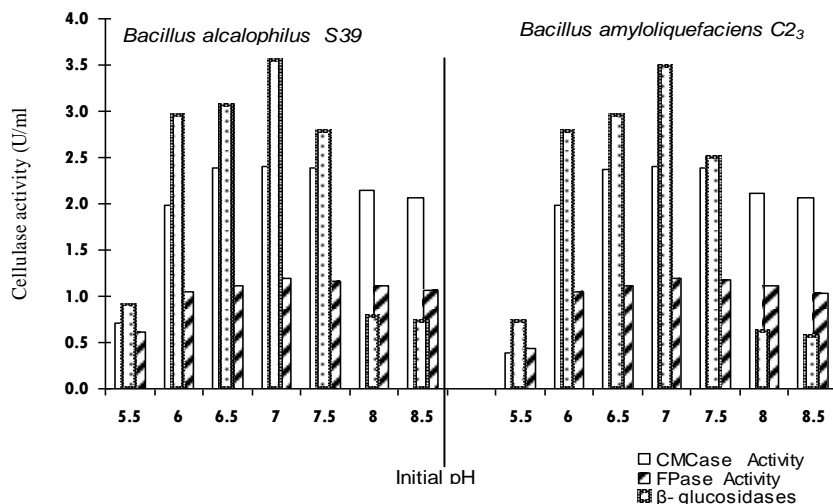 Bacillus alcalophilus S39
Bacillus amyloliquefaciens C2₃
Cellulase activity (U/ml
4.0
3.5
3.0
2.5
2.0
1.5
1.0
0.5
0.0
5.5 6 6.5 7 7.5 8 8.5 5.5 6 6.5 7 7.5 8 8.5
Initial pH
CMCase Activity
FPase Activity
β- glucosidases